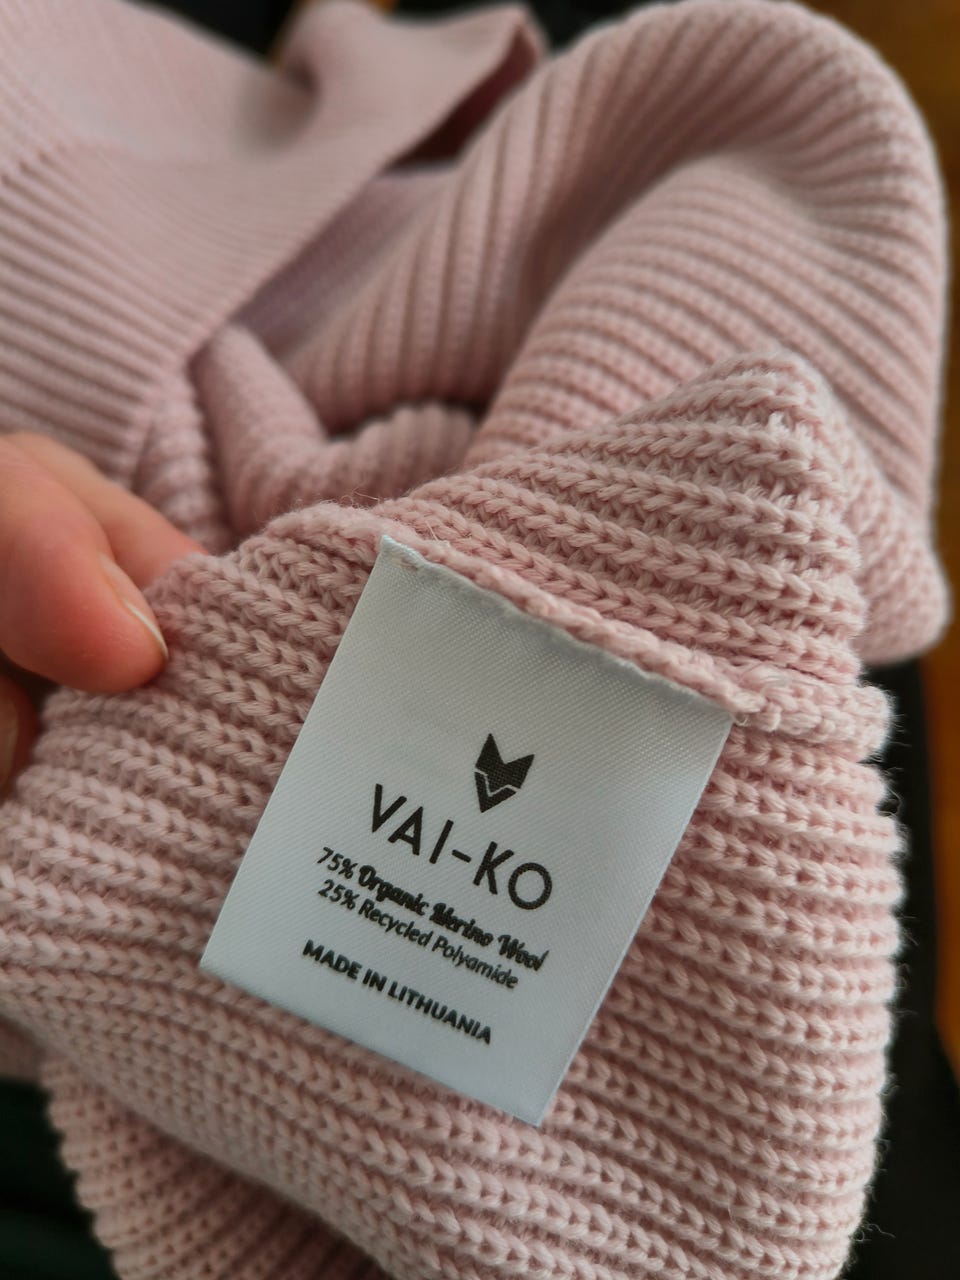 VAI-KO
75% Organic Merino Wool
25% Recycled Polyamide
MADE IN LITHUANIA